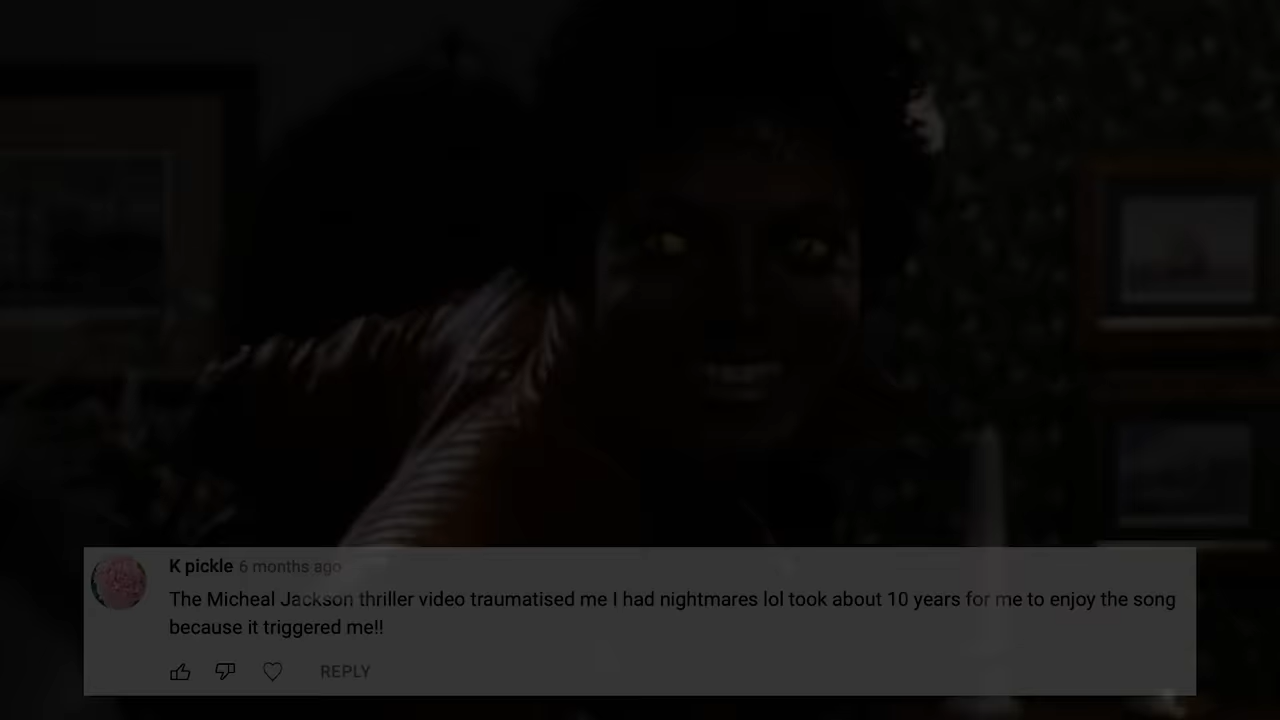 K pickle 6 months ago
The Micheal Jackson thriller video traumatised me I had nightmares lol took about 10 years for me to enjoy the song
because it triggered me!!
REPLY